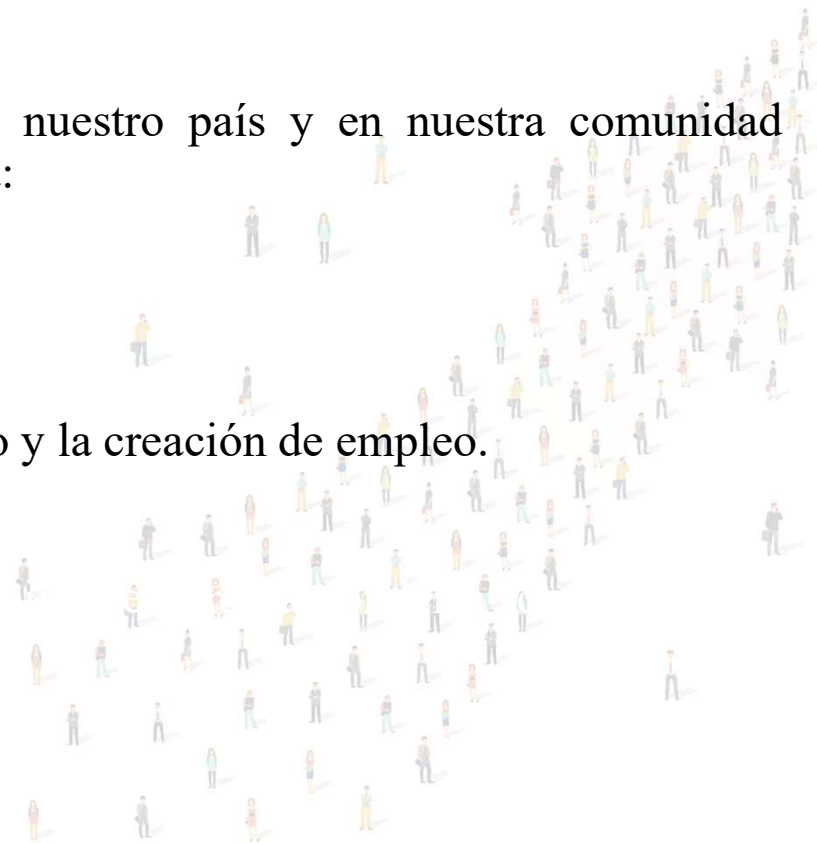 nuestro país y en nuestra comunidad
:
o y la creación de empleo.